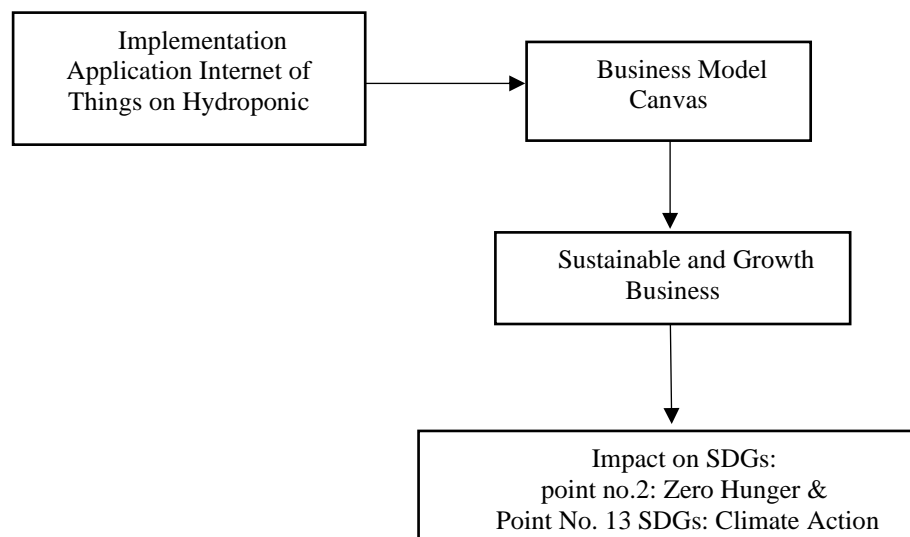 Implementation
Application Internet of
Things on Hydroponic
Business Model
Canvas
Sustainable and Growth
Business
Impact on SDGs:
point no.2: Zero Hunger &
Point No. 13 SDGs: Climate Action